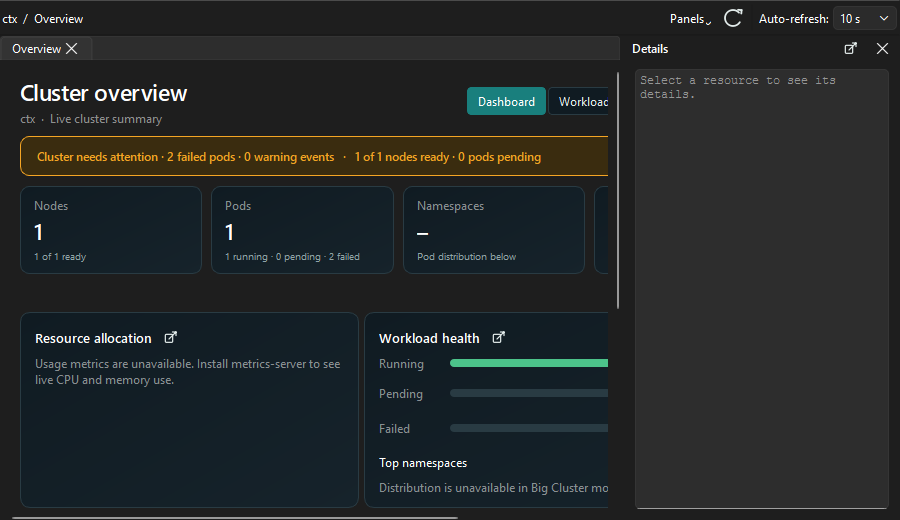 ctx / Overview
Panels
Auto-refresh: 10 s
Overview
Details
Select a resource to see its
details.
Cluster overview
ctx · Live cluster summary
Dashboard
Workload
Cluster needs attention · 2 failed pods · 0 warning events · 1 of 1 nodes ready · 0 pods pending
Nodes
1
1 of 1 ready
Pods
1
1 running · 0 pending · 2 failed
Namespaces
–
Pod distribution below
Resource allocation
Usage metrics are unavailable. Install metrics-server to see
live CPU and memory use.
Workload health
Running
Pending
Failed
Top namespaces
Distribution is unavailable in Big Cluster mo